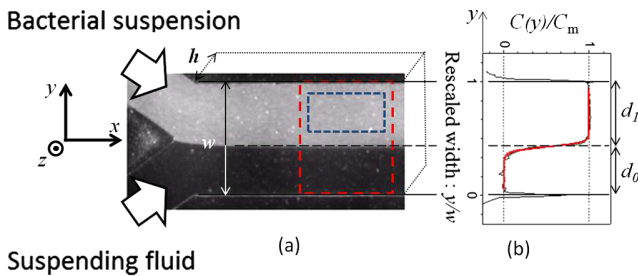 Bacterial suspension
h
y
x
z
w
Suspending fluid
(a)
y
C(y)/Cm
0
1
Rescaled width : y/w
1
0
d1
d0
(b)